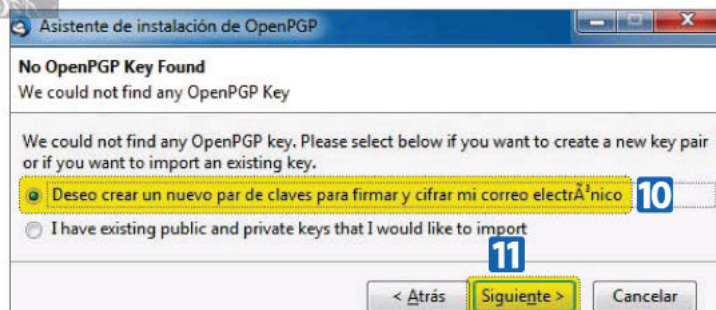 Asistente de instalación de OpenPGP
No OpenPGP Key Found
We could not find any OpenPGP Key
We could not find any OpenPGP key. Please select below if you want to create a new key pair
or if you want to import an existing key.
Deseo crear un nuevo par de claves para firmar y cifrar mi correo electrÃ³nico 10
I have existing public and private keys that I would like to import
11
< Atrás Siguiente > Cancelar